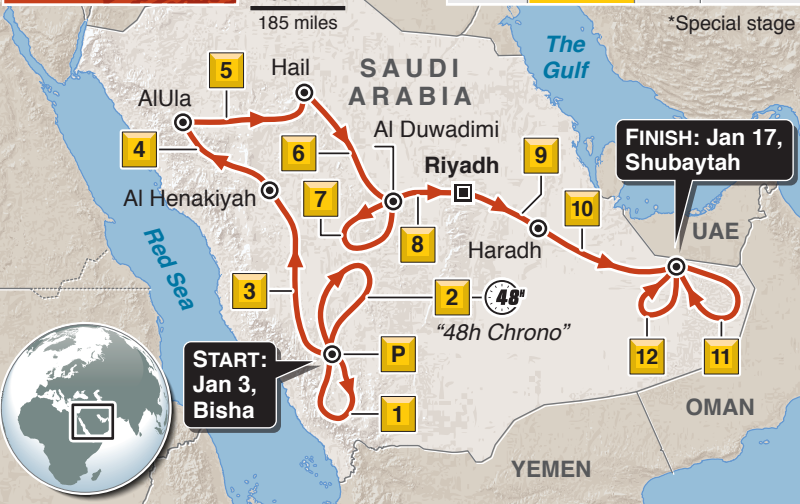 185 miles
*Special stage
The
Gulf
Hail
SAUDI
ARABIA
5
AlUla
Al Duwadimi
FINISH: Jan 17,
Shubaytah
4
6
Riyadh
9
Al Henakiyah
7
10
8
Haradh
UAE
Red Sea
3
2
48H
"48h Chrono"
START:
Jan 3,
Bisha
P
12
11
1
OMAN
YEMEN